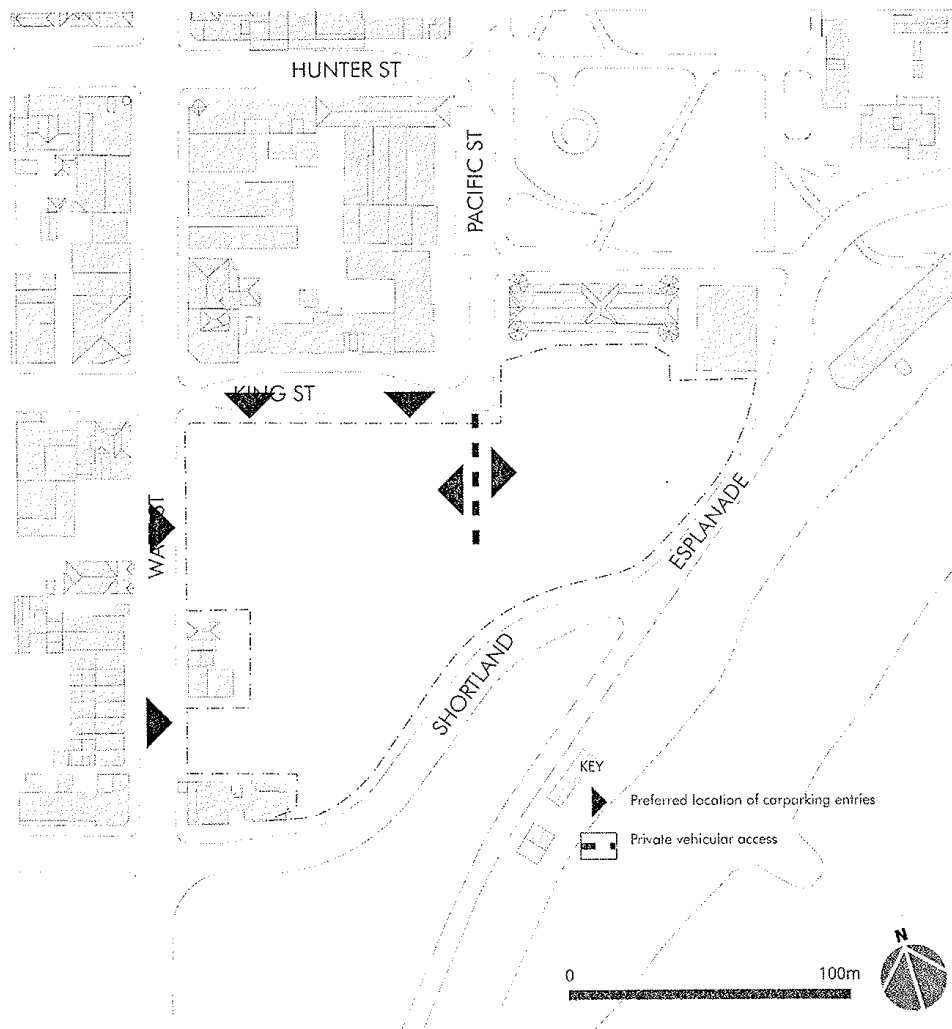 HUNTER ST
PACIFIC ST
KING ST
ESPLANADE
SHORTLAND
KEY
Preferred location of carparking entries
Private vehicular access
N
0 100m